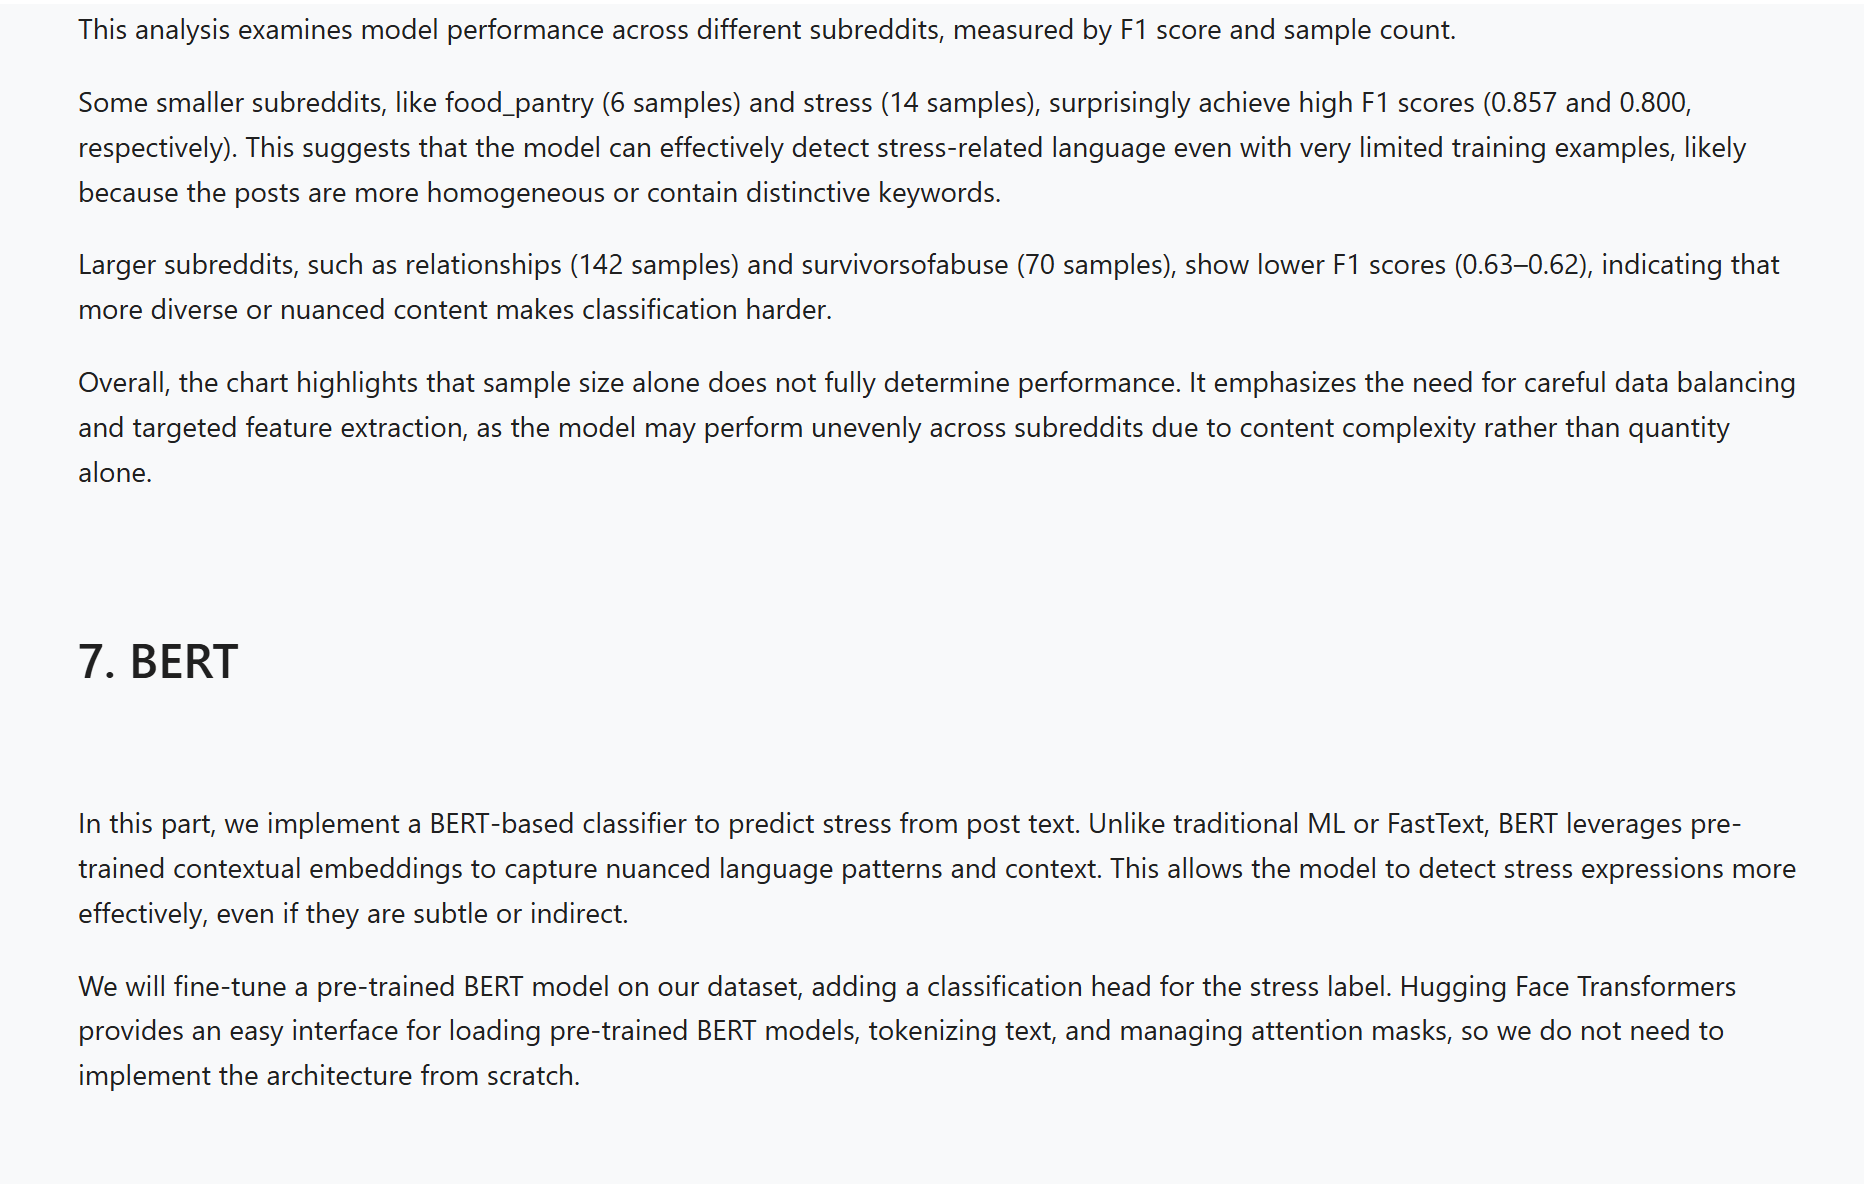 This analysis examines model performance across different subreddits, measured by F1 score and sample count.
Some smaller subreddits, like food_pantry (6 samples) and stress (14 samples), surprisingly achieve high F1 scores (0.857 and 0.800,
respectively). This suggests that the model can effectively detect stress-related language even with very limited training examples, likely
because the posts are more homogeneous or contain distinctive keywords.
Larger subreddits, such as relationships (142 samples) and survivorsofabuse (70 samples), show lower F1 scores (0.63–0.62), indicating that
more diverse or nuanced content makes classification harder.
Overall, the chart highlights that sample size alone does not fully determine performance. It emphasizes the need for careful data balancing
and targeted feature extraction, as the model may perform unevenly across subreddits due to content complexity rather than quantity
alone.
7. BERT
In this part, we implement a BERT-based classifier to predict stress from post text. Unlike traditional ML or FastText, BERT leverages pre-
trained contextual embeddings to capture nuanced language patterns and context. This allows the model to detect stress expressions more
effectively, even if they are subtle or indirect.
We will fine-tune a pre-trained BERT model on our dataset, adding a classification head for the stress label. Hugging Face Transformers
provides an easy interface for loading pre-trained BERT models, tokenizing text, and managing attention masks, so we do not need to
implement the architecture from scratch.